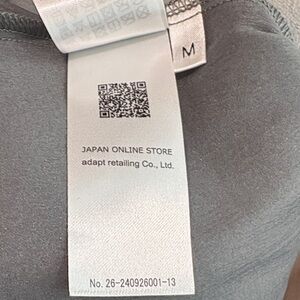 M
JAPAN ONLINE STORE
adapt retailing Co., Ltd.
No. 26-240926001-13